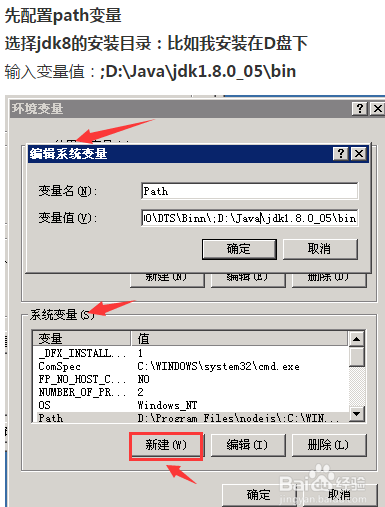 先配置path变量
选择jdk8的安装目录：比如我安装在D盘下
输入变量值：;D:\Java\jdk1.8.0_05\bin
环境变量
编辑系统变量
变量名(N):
Path
变量值(V):
0\DTS\Binn\;D:\Java\jdk1.8.0_05\bin
确定
取消
新建(N)
编辑(E)
删除(D)
系统变量(S)
变量
值
_DFX_INSTALL...
1
ComSpec
C:\WINDOWS\system32\cmd.exe
FP_NO_HOST_C...
NO
NUMBER_OF_PR...
2
OS
Windows_NT
Path
D:\Program Files\nodejs\;C:\WIN...
新建(W)
编辑(I)
删除(L)
确定
取消
Baidu经验
jingyan.baidu.com